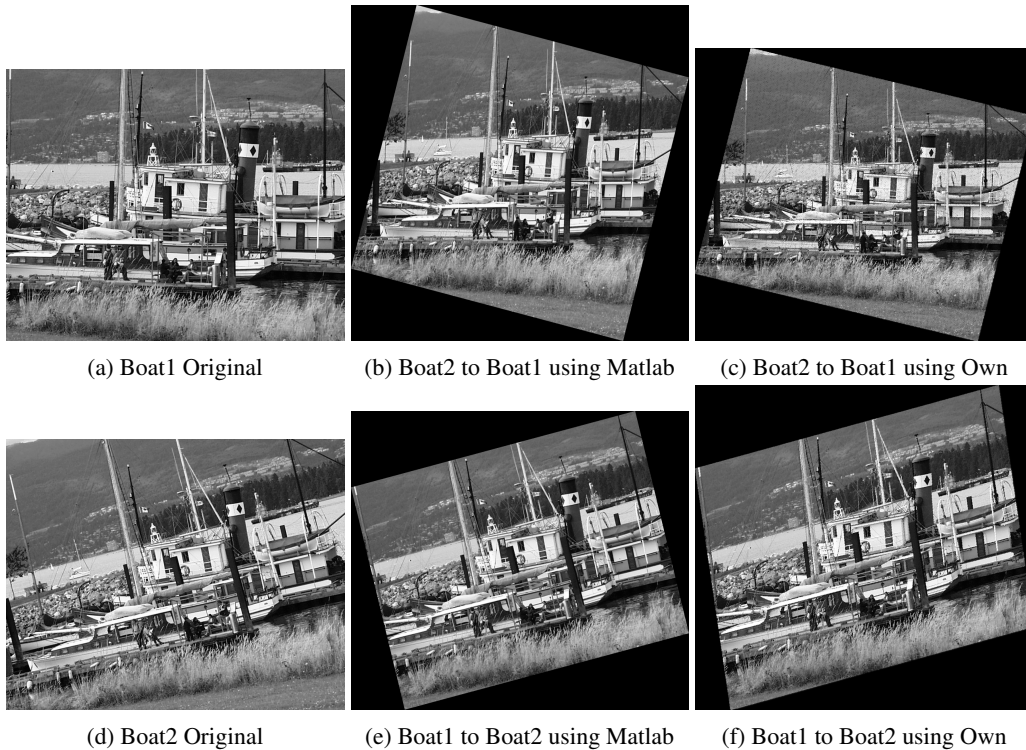 (a) Boat1 Original
(b) Boat2 to Boat1 using Matlab
(c) Boat2 to Boat1 using Own
(d) Boat2 Original
(e) Boat1 to Boat2 using Matlab
(f) Boat1 to Boat2 using Own